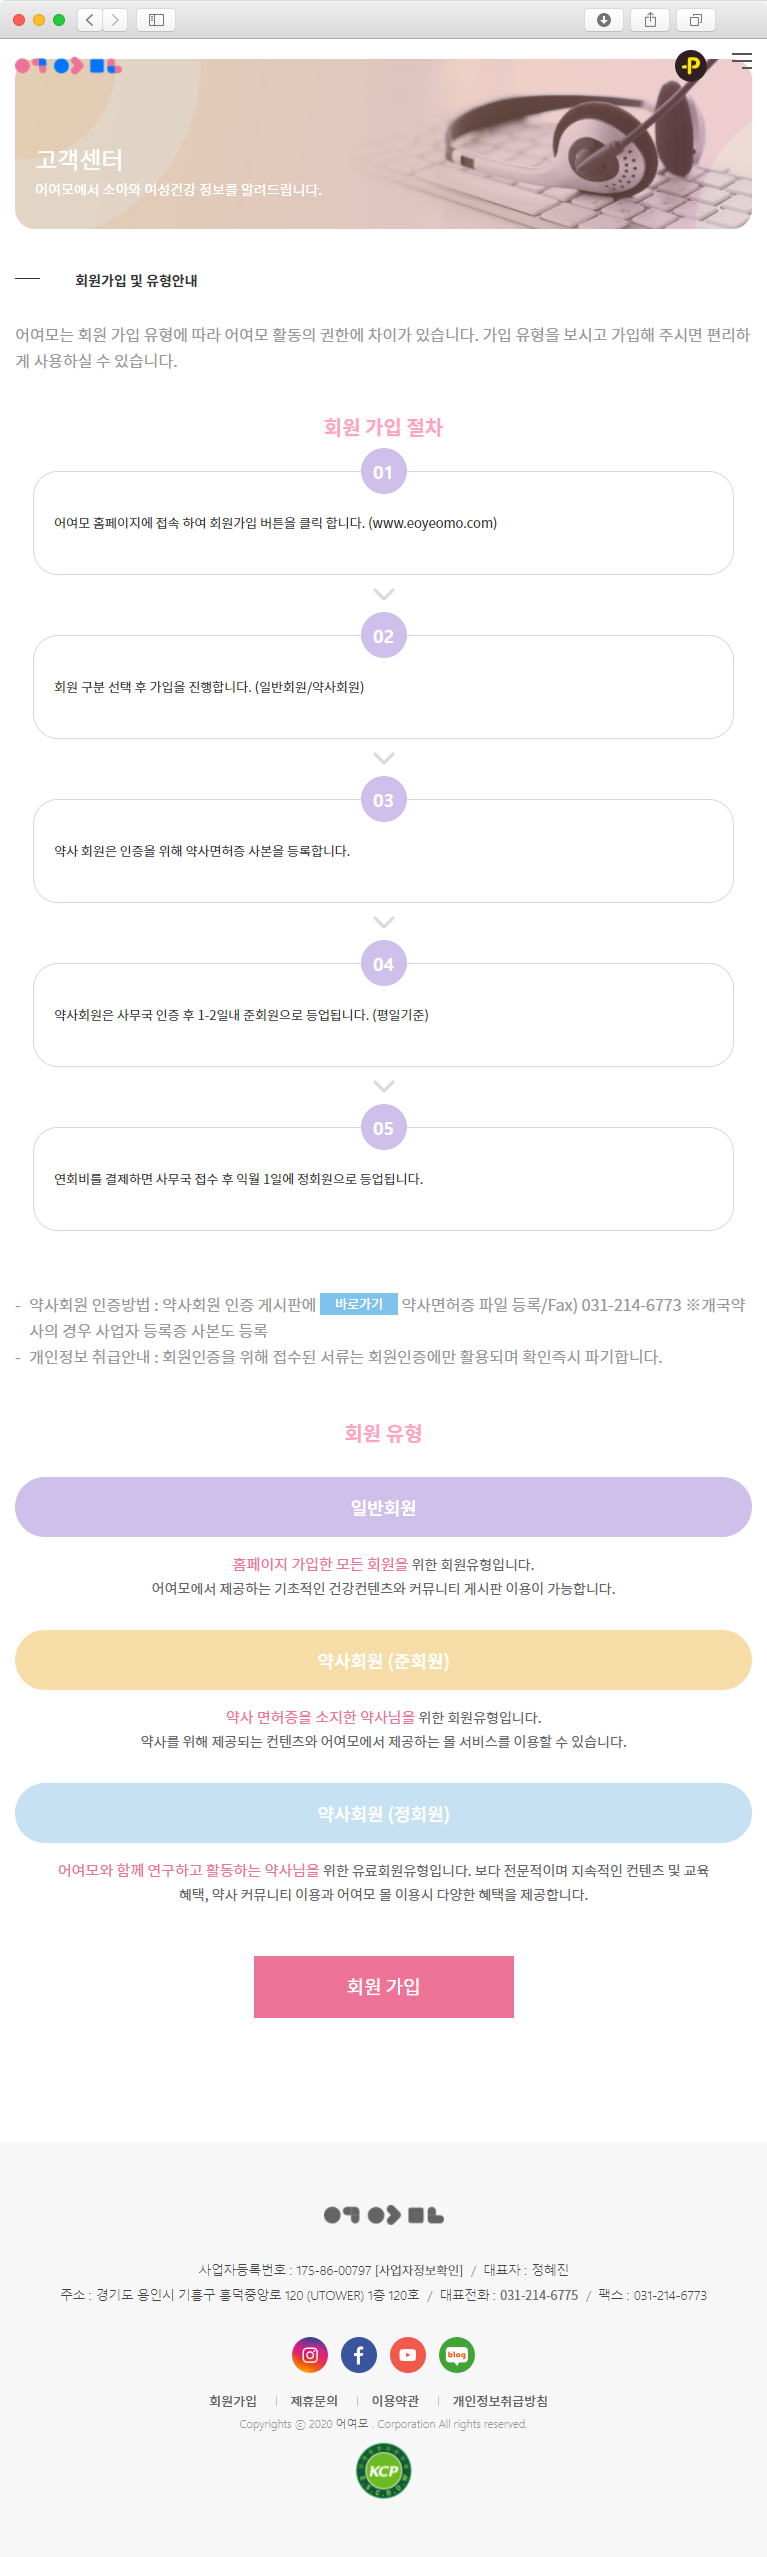 고객센터
어여모에서 소아와 여성건강 정보를 알려드립니다.
회원가입 및 유형안내
어여모는 회원 가입 유형에 따라 어여모 활동의 권한에 차이가 있습니다. 가입 유형을 보시고 가입해 주시면 편리하
게 사용하실 수 있습니다.
회원 가입 절차
01
어여모 홈페이지에 접속 하여 회원가입 버튼을 클릭 합니다. (www.eoyeomo.com)
02
회원 구분 선택 후 가입을 진행합니다. (일반회원/약사회원)
03
약사 회원은 인증을 위해 약사면허증 사본을 등록합니다.
04
약사회원은 사무국 인증 후 1-2일내 준회원으로 등업됩니다. (평일기준)
05
연회비를 결제하면 사무국 접수 후 익월 1일에 정회원으로 등업됩니다.
- 약사회원 인증방법 : 약사회원 인증 게시판에 바로가기 약사면허증 파일 등록/Fax) 031-214-6773 ※개국약
사의 경우 사업자 등록증 사본도 등록
- 개인정보 취급안내 : 회원인증을 위해 접수된 서류는 회원인증에만 활용되며 확인즉시 파기합니다.
회원 유형
일반회원
홈페이지 가입한 모든 회원을 위한 회원유형입니다.
어여모에서 제공하는 기초적인 건강컨텐츠와 커뮤니티 게시판 이용이 가능합니다.
약사회원 (준회원)
약사 면허증을 소지한 약사님을 위한 회원유형입니다.
약사를 위해 제공되는 컨텐츠와 어여모에서 제공하는 몰 서비스를 이용할 수 있습니다.
약사회원 (정회원)
어여모와 함께 연구하고 활동하는 약사님을 위한 유료회원유형입니다. 보다 전문적이며 지속적인 컨텐츠 및 교육
혜택, 약사 커뮤니티 이용과 어여모 몰 이용시 다양한 혜택을 제공합니다.
회원 가입
사업자등록번호 : 175-86-00797 [사업자정보확인] / 대표자 : 정혜진
주소 : 경기도 용인시 기흥구 흥덕중앙로 120 (UTOWER) 1층 120호 / 대표전화 : 031-214-6775 / 팩스 : 031-214-6773
blog
회원가입 | 제휴문의 | 이용약관 | 개인정보취급방침
Copyrights ⓒ 2020 어여모 . Corporation All rights reserved.
KCP